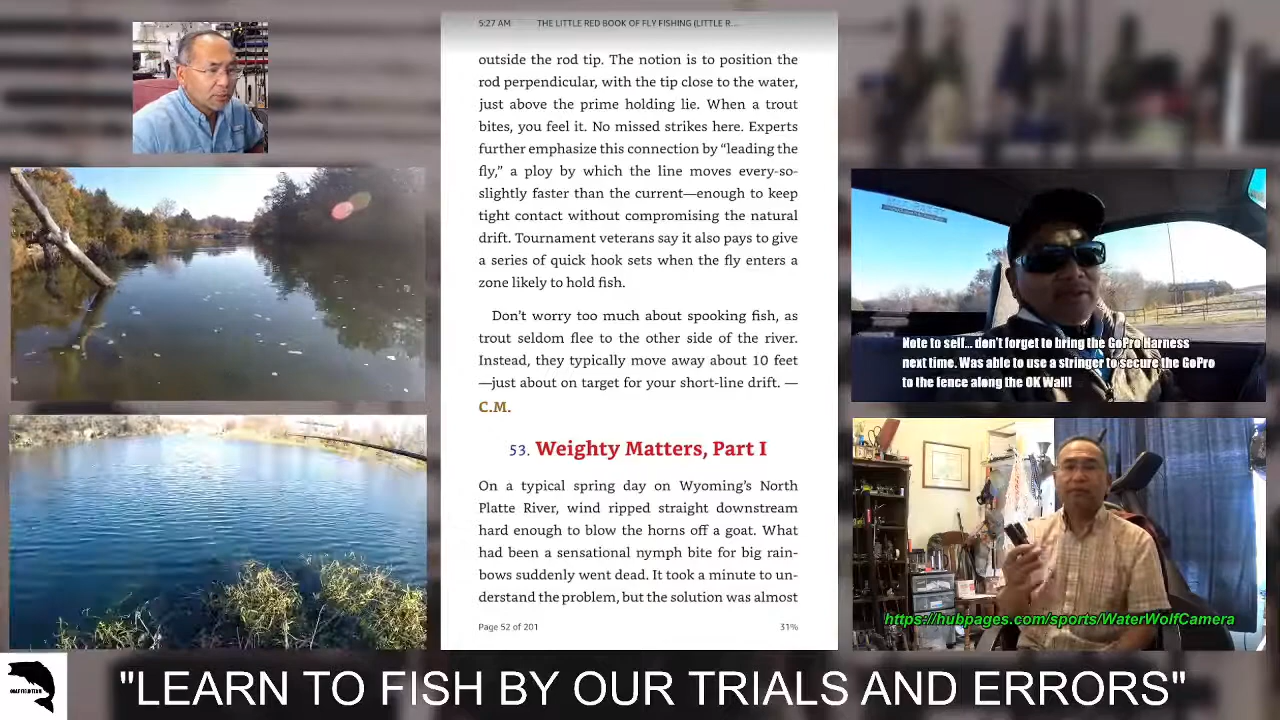 5:27 AM THE LITTLE RED BOOK OF FLY FISHING (LITTLE R...
outside the rod tip. The notion is to position the
rod perpendicular, with the tip close to the water,
just above the prime holding lie. When a trout
bites, you feel it. No missed strikes here. Experts
further emphasize this connection by “leading the
fly,” a ploy by which the line moves every-so-
slightly faster than the current—enough to keep
tight contact without compromising the natural
drift. Tournament veterans say it also pays to give
a series of quick hook sets when the fly enters a
zone likely to hold fish.
Don’t worry too much about spooking fish, as
trout seldom flee to the other side of the river.
Instead, they typically move away about 10 feet
—just about on target for your short-line drift. —
C.M.
53. Weighty Matters, Part I
On a typical spring day on Wyoming’s North
Platte River, wind ripped straight downstream
hard enough to blow the horns off a goat. What
had been a sensational nymph bite for big rain-
bows suddenly went dead. It took a minute to un-
derstand the problem, but the solution was almost
Page 52 of 201 31%
Note to self... don't forget to bring the GoPro Harness
next time. Was able to use a stringer to secure the GoPro
to the fence along the OK Wall!
https://hubpages.com/sports/WaterWolfCamera
"LEARN TO FISH BY OUR TRIALS AND ERRORS"